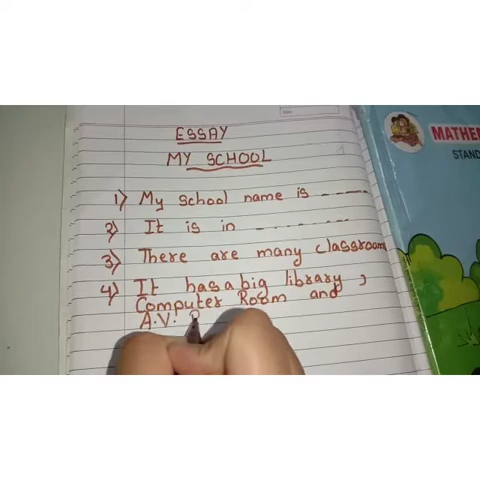 ESSAY
MY SCHOOL
1) My school name is - - - -
2) It is in - - - - - -
3) There are many classroom
4) It has a big library ,
Computer Room and
A.V.
MATHE
STAND